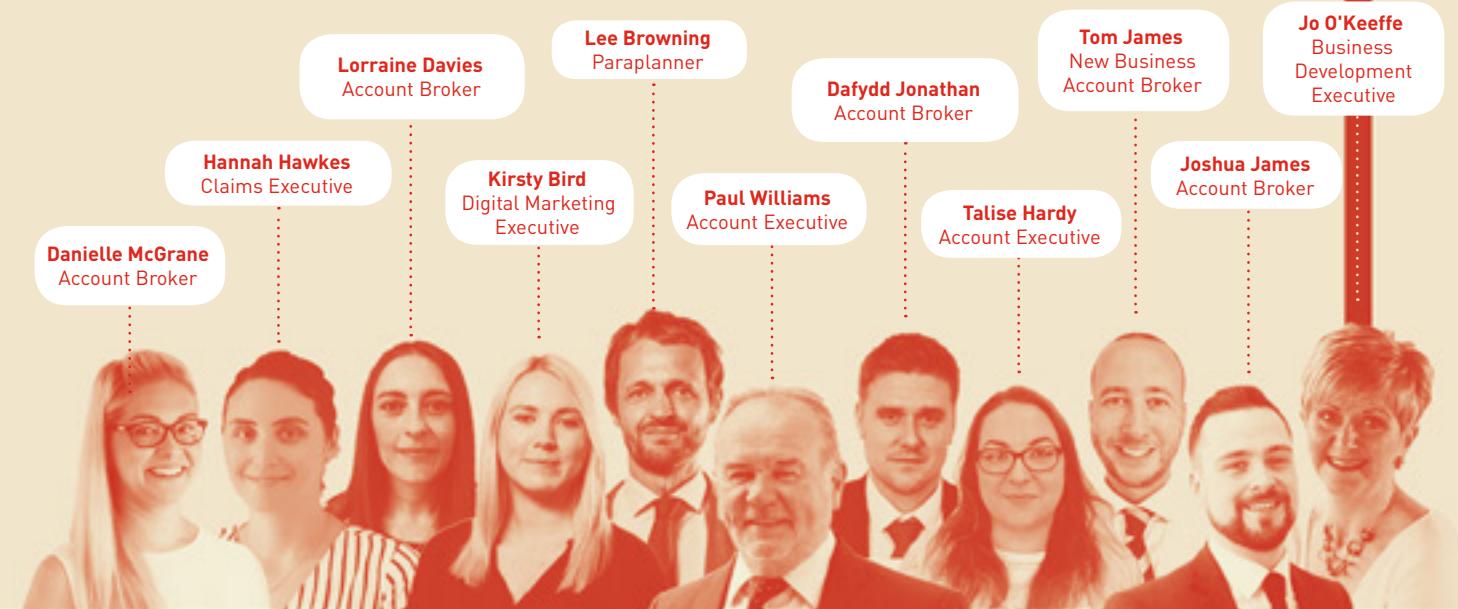 Danielle McGrane
Account Broker
Hannah Hawkes
Claims Executive
Lorraine Davies
Account Broker
Kirsty Bird
Digital Marketing
Executive
Lee Browning
Paraplanner
Paul Williams
Account Executive
Dafydd Jonathan
Account Broker
Talise Hardy
Account Executive
Tom James
New Business
Account Broker
Joshua James
Account Broker
Jo O'Keeffe
Business
Development
Executive